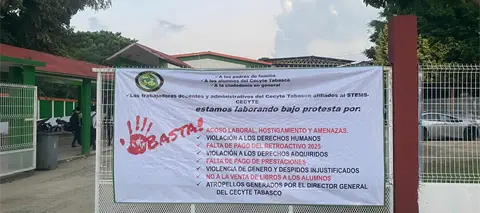 • A los padres de familia
• A los alumnos del Cecyte Tabasco
• A la ciudadanía en general
• Los trabajadores docentes y administrativos del Cecyte Tabasco afiliados al STEMS-
CECYTE
estamos laborando bajo protesta por:
BASTA!
ACOSO LABORAL, HOSTIGAMIENTO Y AMENAZAS.
VIOLACIÓN A LOS DERECHOS HUMANOS
FALTA DE PAGO DEL RETROACTIVO 2025
VIOLACIÓN A LOS DERECHOS ADQUIRIDOS
FALTA DE PAGO DE PRESTACIONES
VIOLENCIA DE GENERO Y DESPIDOS INJUSTIFICADOS
NO A LA VENTA DE LIBROS A LOS ALUMNOS
ATROPELLOS GENERADOS POR EL DIRECTOR GENERAL
DEL CECYTE TABASCO